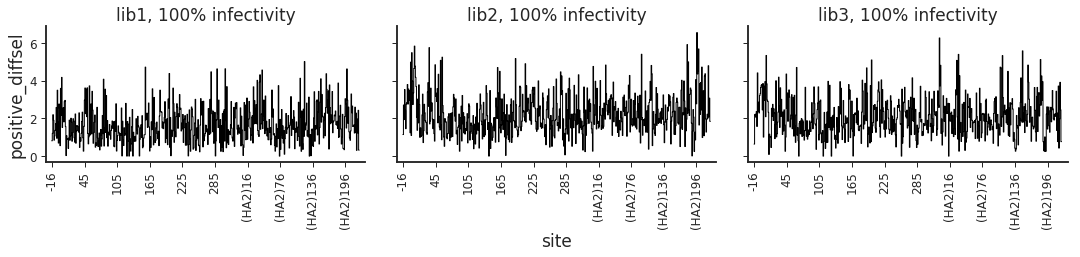 lib1, 100% infectivity
lib2, 100% infectivity
lib3, 100% infectivity
positive_diffsel
6
4
2
0
-16
45
105
165
225
285
(HA2)16
(HA2)76
(HA2)136
(HA2)196
-16
45
105
165
225
285
(HA2)16
(HA2)76
(HA2)136
(HA2)196
-16
45
105
165
225
285
(HA2)16
(HA2)76
(HA2)136
(HA2)196
site